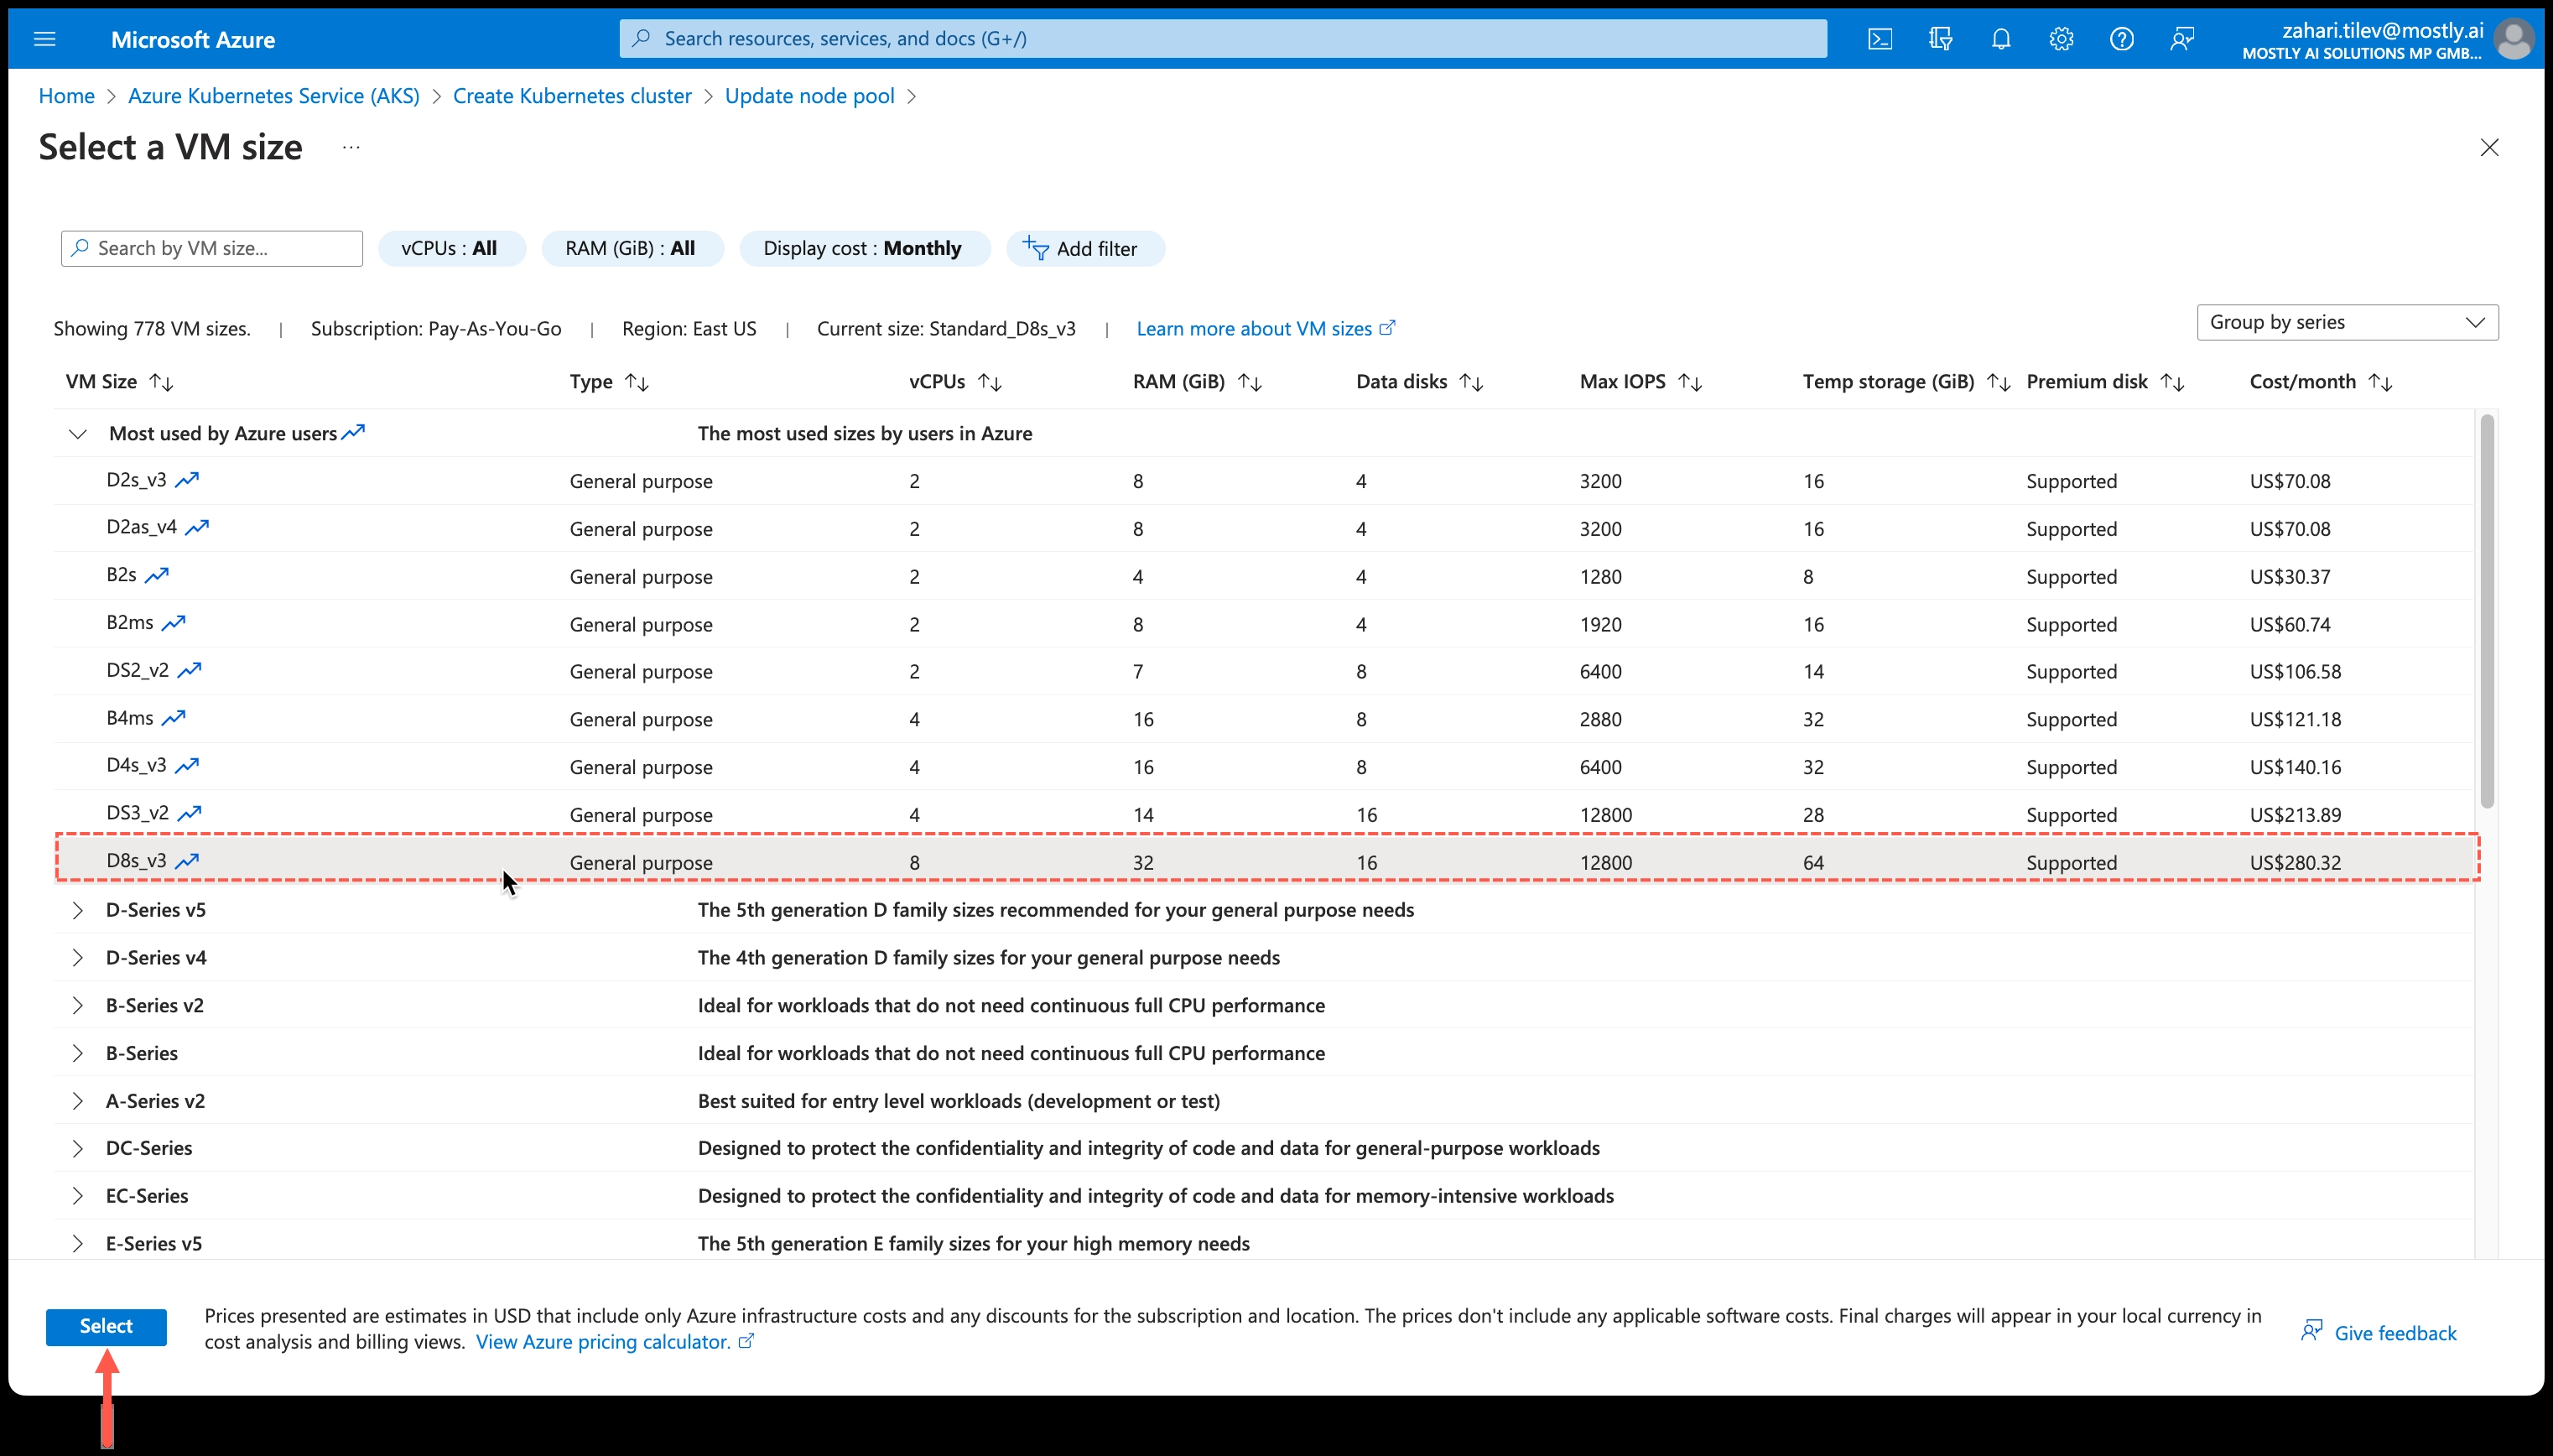 Microsoft Azure
Search resources, services, and docs (G+/)
zahari.tilev@mostly.ai
MOSTLY AI SOLUTIONS MP GMB...
Home > Azure Kubernetes Service (AKS) > Create Kubernetes cluster > Update node pool >
Select a VM size ...
Search by VM size... vCPUs : All RAM (GiB) : All Display cost : Monthly Add filter
Showing 778 VM sizes. | Subscription: Pay-As-You-Go | Region: East US | Current size: Standard_D8s_v3 | Learn more about VM sizes
Group by series
VM Size Type vCPUs RAM (GiB) Data disks Max IOPS Temp storage (GiB) Premium disk Cost/month
Most used by Azure users The most used sizes by users in Azure
D2s_v3 General purpose 2 8 4 3200 16 Supported US$70.08
D2as_v4 General purpose 2 8 4 3200 16 Supported US$70.08
B2s General purpose 2 4 4 1280 8 Supported US$30.37
B2ms General purpose 2 8 4 1920 16 Supported US$60.74
DS2_v2 General purpose 2 7 8 6400 14 Supported US$106.58
B4ms General purpose 4 16 8 2880 32 Supported US$121.18
D4s_v3 General purpose 4 16 8 6400 32 Supported US$140.16
DS3_v2 General purpose 4 14 16 12800 28 Supported US$213.89
D8s_v3 General purpose 8 32 16 12800 64 Supported US$280.32
D-Series v5 The 5th generation D family sizes recommended for your general purpose needs
D-Series v4 The 4th generation D family sizes for your general purpose needs
B-Series v2 Ideal for workloads that do not need continuous full CPU performance
B-Series Ideal for workloads that do not need continuous full CPU performance
A-Series v2 Best suited for entry level workloads (development or test)
DC-Series Designed to protect the confidentiality and integrity of code and data for general-purpose workloads
EC-Series Designed to protect the confidentiality and integrity of code and data for memory-intensive workloads
E-Series v5 The 5th generation E family sizes for your high memory needs
Select
Prices presented are estimates in USD that include only Azure infrastructure costs and any discounts for the subscription and location. The prices don't include any applicable software costs. Final charges will appear in your local currency in
cost analysis and billing views. View Azure pricing calculator.
Give feedback